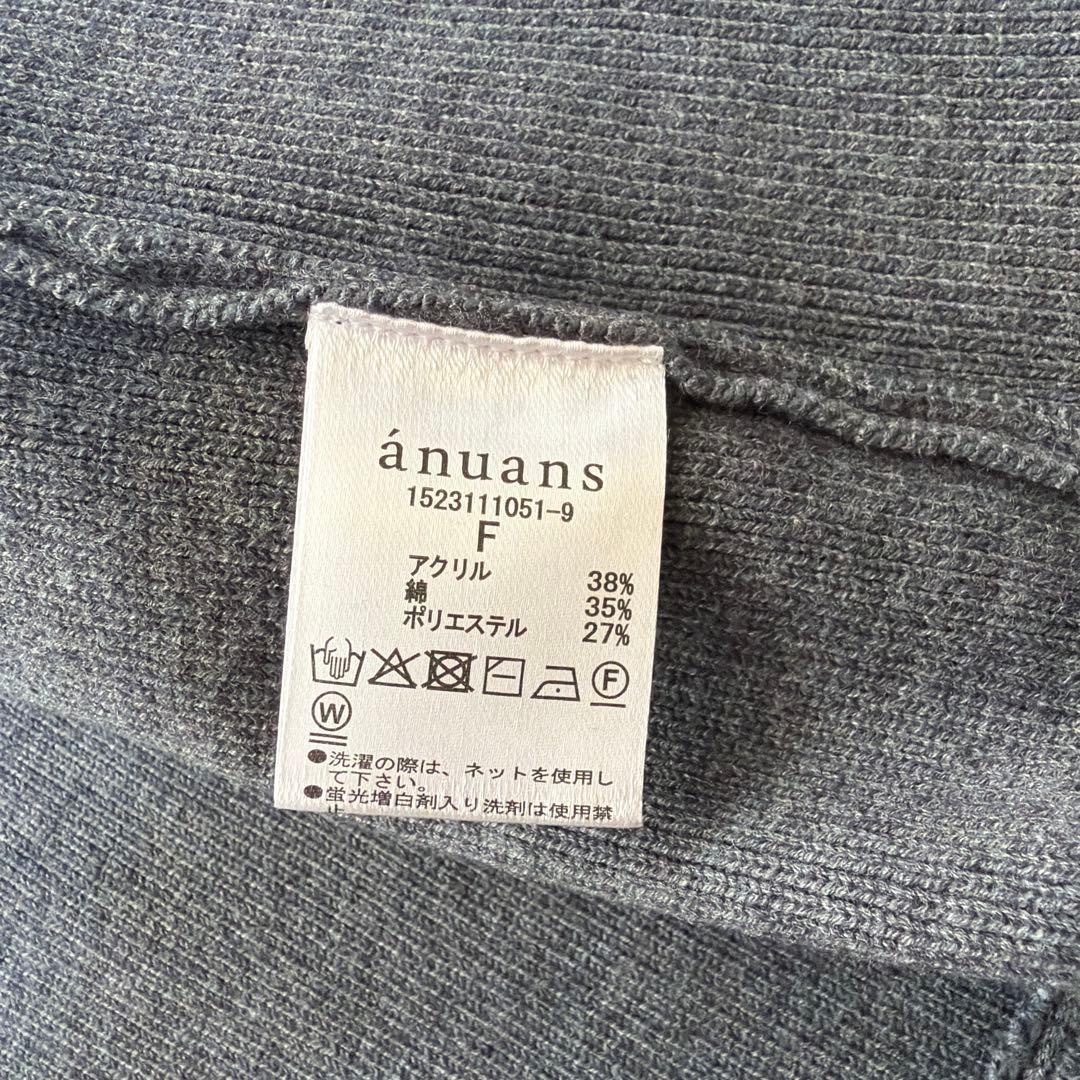 ánuans
1523111051-9
F
アクリル 38%
綿 35%
ポリエステル 27%
F
W
●洗濯の際は、ネットを使用し
て下さい。
●蛍光増白剤入り洗剤は使用禁